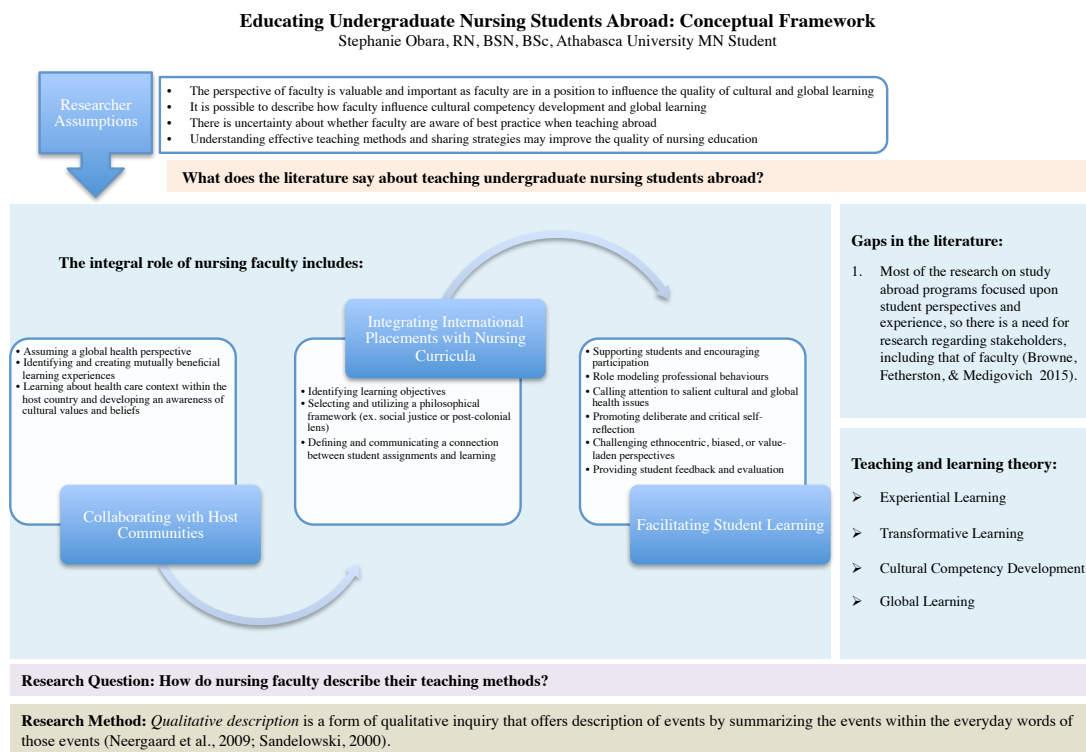 Educating Undergraduate Nursing Students Abroad: Conceptual Framework
Stephanie Obara, RN, BSN, BSc, Athabasca University MN Student
Researcher
Assumptions
• The perspective of faculty is valuable and important as faculty are in a position to influence the quality of cultural and global learning
• It is possible to describe how faculty influence cultural competency development and global learning
• There is uncertainty about whether faculty are aware of best practice when teaching abroad
• Understanding effective teaching methods and sharing strategies may improve the quality of nursing education
What does the literature say about teaching undergraduate nursing students abroad?
The integral role of nursing faculty includes:
• Assuming a global health perspective
• Identifying and creating mutually beneficial
learning experiences
• Learning about health care context within the
host country and developing an awareness of
cultural values and beliefs
Collaborating with Host
Communities
Integrating International
Placements with Nursing
Curricula
• Identifying learning objectives
• Selecting and utilizing a philosophical
framework (ex. social justice or post-colonial
lens)
• Defining and communicating a connection
between student assignments and learning
• Supporting students and encouraging
participation
• Role modeling professional behaviours
• Calling attention to salient cultural and global
health issues
• Promoting deliberate and critical self-
reflection
• Challenging ethnocentric, biased, or value-
laden perspectives
• Providing student feedback and evaluation
Facilitating Student Learning
Gaps in the literature:
1. Most of the research on study
abroad programs focused upon
student perspectives and
experience, so there is a need for
research regarding stakeholders,
including that of faculty (Browne,
Fetherston, & Medigovich 2015).
Teaching and learning theory:
➢ Experiential Learning
➢ Transformative Learning
➢ Cultural Competency Development
➢ Global Learning
Research Question: How do nursing faculty describe their teaching methods?
Research Method: Qualitative description is a form of qualitative inquiry that offers description of events by summarizing the events within the everyday words of
those events (Neergaard et al., 2009; Sandelowski, 2000).